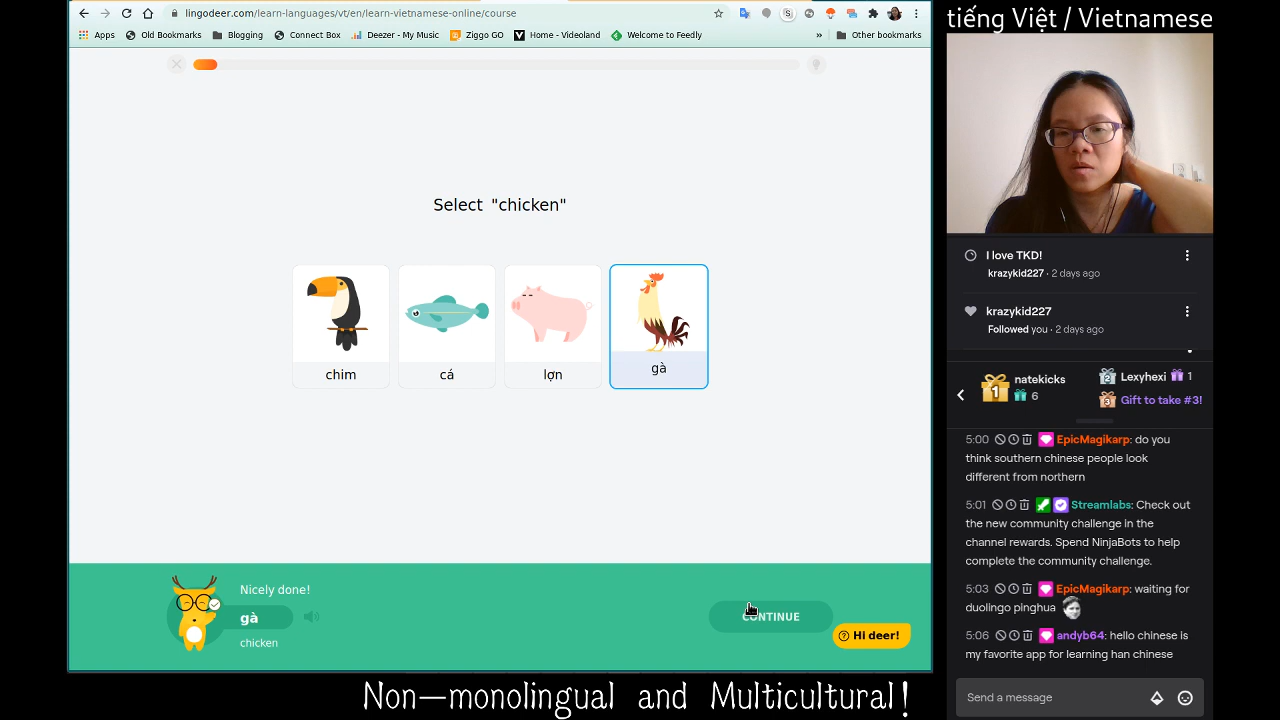 lingodeer.com/learn-languages/vt/en/learn-vietnamese-online/course
Apps Old Bookmarks Blogging Connect Box Deezer - My Music Ziggo GO Home - Videoland Welcome to Feedly » Other bookmarks
Select "chicken"
chim
cá
lợn
gà
Nicely done!
gà
chicken
CONTINUE
Hi deer!
Non-monolingual and Multicultural!
tiếng Việt / Vietnamese
I love TKD!
krazykid227 · 2 days ago
krazykid227
Followed you · 2 days ago
1 natekicks
6
2 Lexyhexi 1
Gift to take #3!
5:00 EpicMagikarp: do you
think southern chinese people look
different from northern
5:01 Streamlabs: Check out
the new community challenge in the
channel rewards. Spend NinjaBots to help
complete the community challenge.
5:03 EpicMagikarp: waiting for
duolingo pinghua
5:06 andyb64: hello chinese is
my favorite app for learning han chinese
Send a message